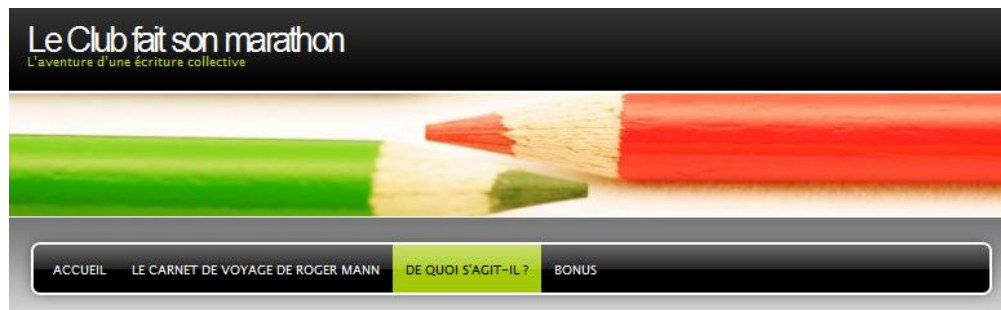 Le Club fait son marathon
L'aventure d'une écriture collective
ACCUEIL LE CARNET DE VOYAGE DE ROGER MANN DE QUOI S'AGIT-IL ? BONUS